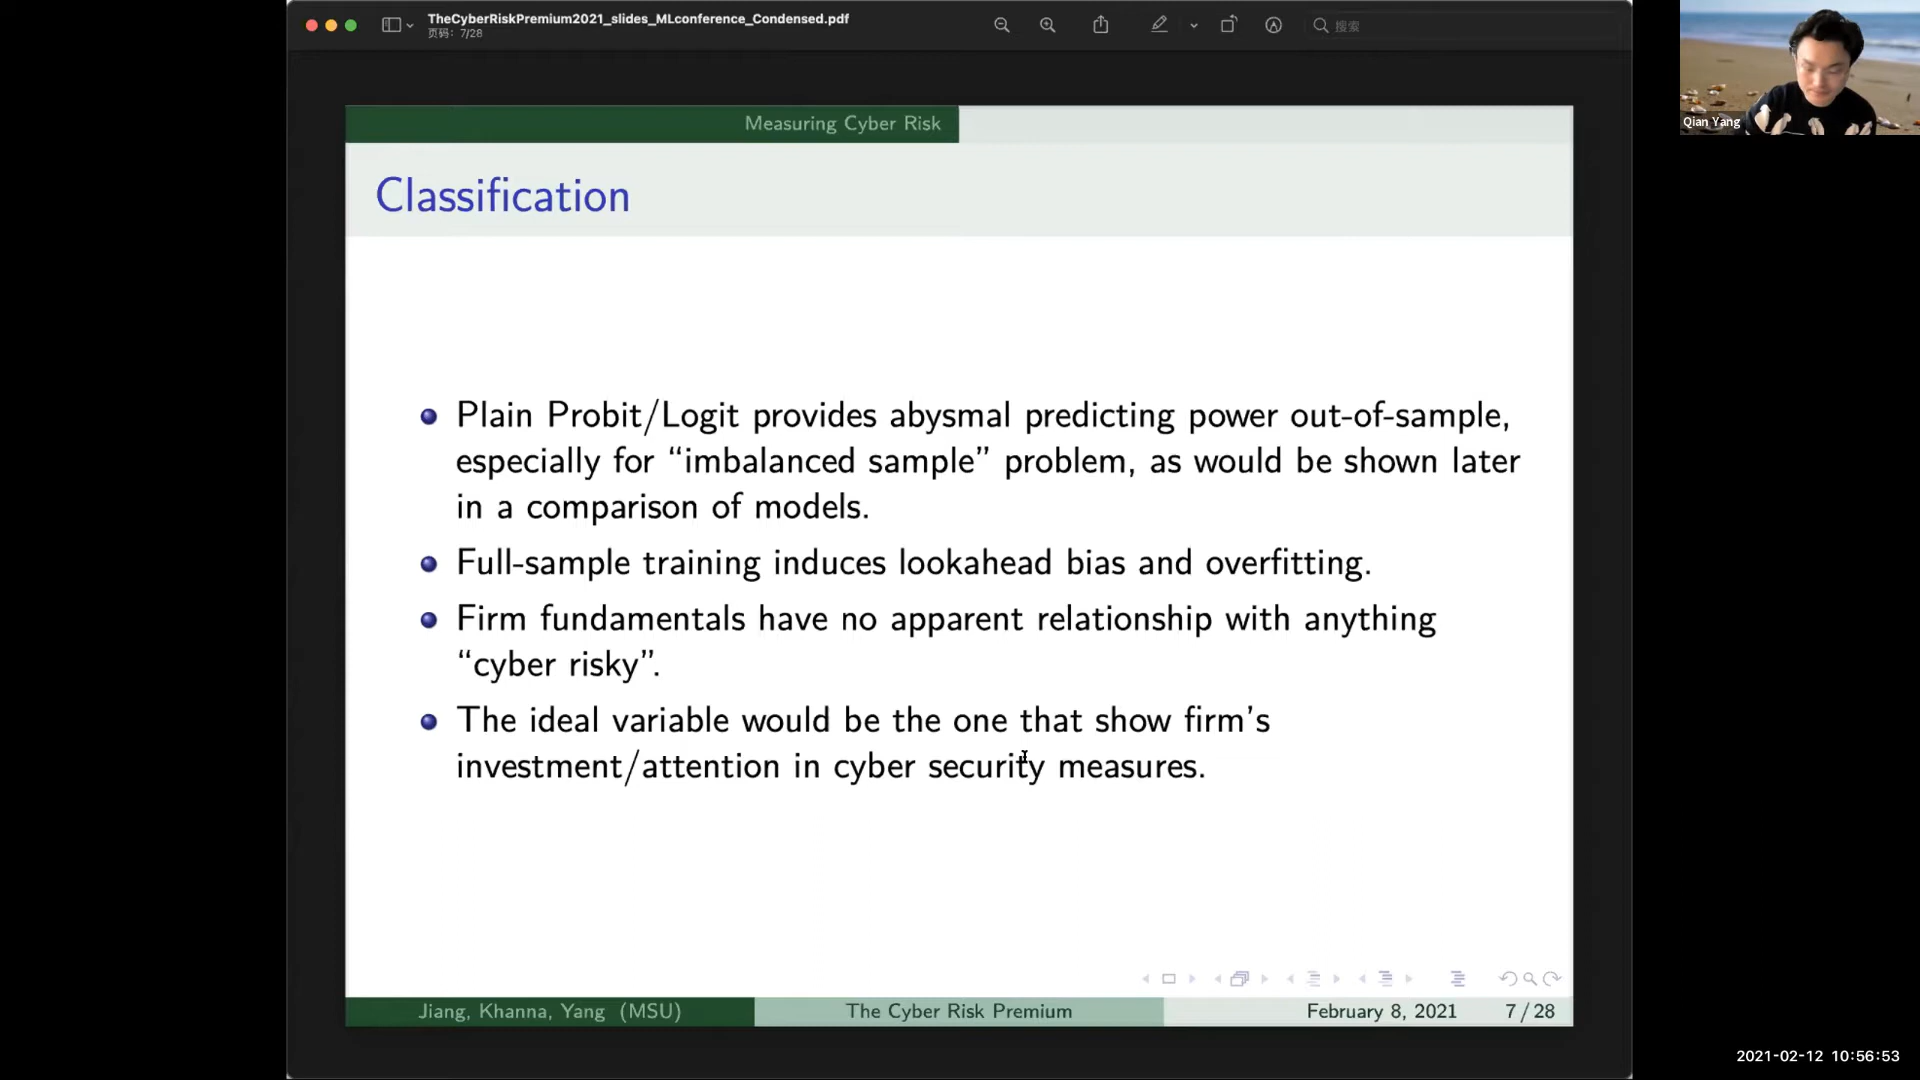 TheCyberRiskPremium2021_slides_MLconference_Condensed.pdf
页码：7/28
搜索
Qian Yang
Measuring Cyber Risk
Classification
Plain Probit/Logit provides abysmal predicting power out-of-sample,
especially for “imbalanced sample” problem, as would be shown later
in a comparison of models.
Full-sample training induces lookahead bias and overfitting.
Firm fundamentals have no apparent relationship with anything
“cyber risky”.
The ideal variable would be the one that show firm’s
investment/attention in cyber security measures.
Jiang, Khanna, Yang (MSU)
The Cyber Risk Premium
February 8, 2021
7 / 28
2021-02-12 10:56:53